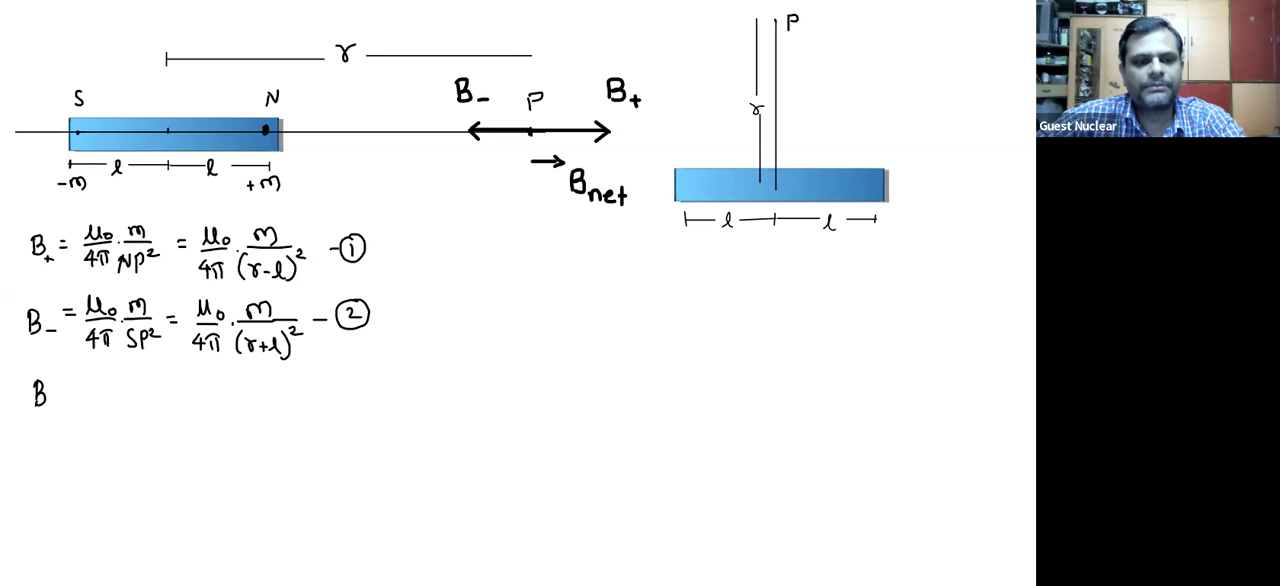 r
S N
B₋ P B₊
l l
-m +m
Bnet
B₊ = μ₀/4π · m/NP² = μ₀/4π · m/(r-l)² - ①
B₋ = μ₀/4π · m/SP² = μ₀/4π · m/(r+l)² - ②
B
P
r
l l
Guest Nuclear